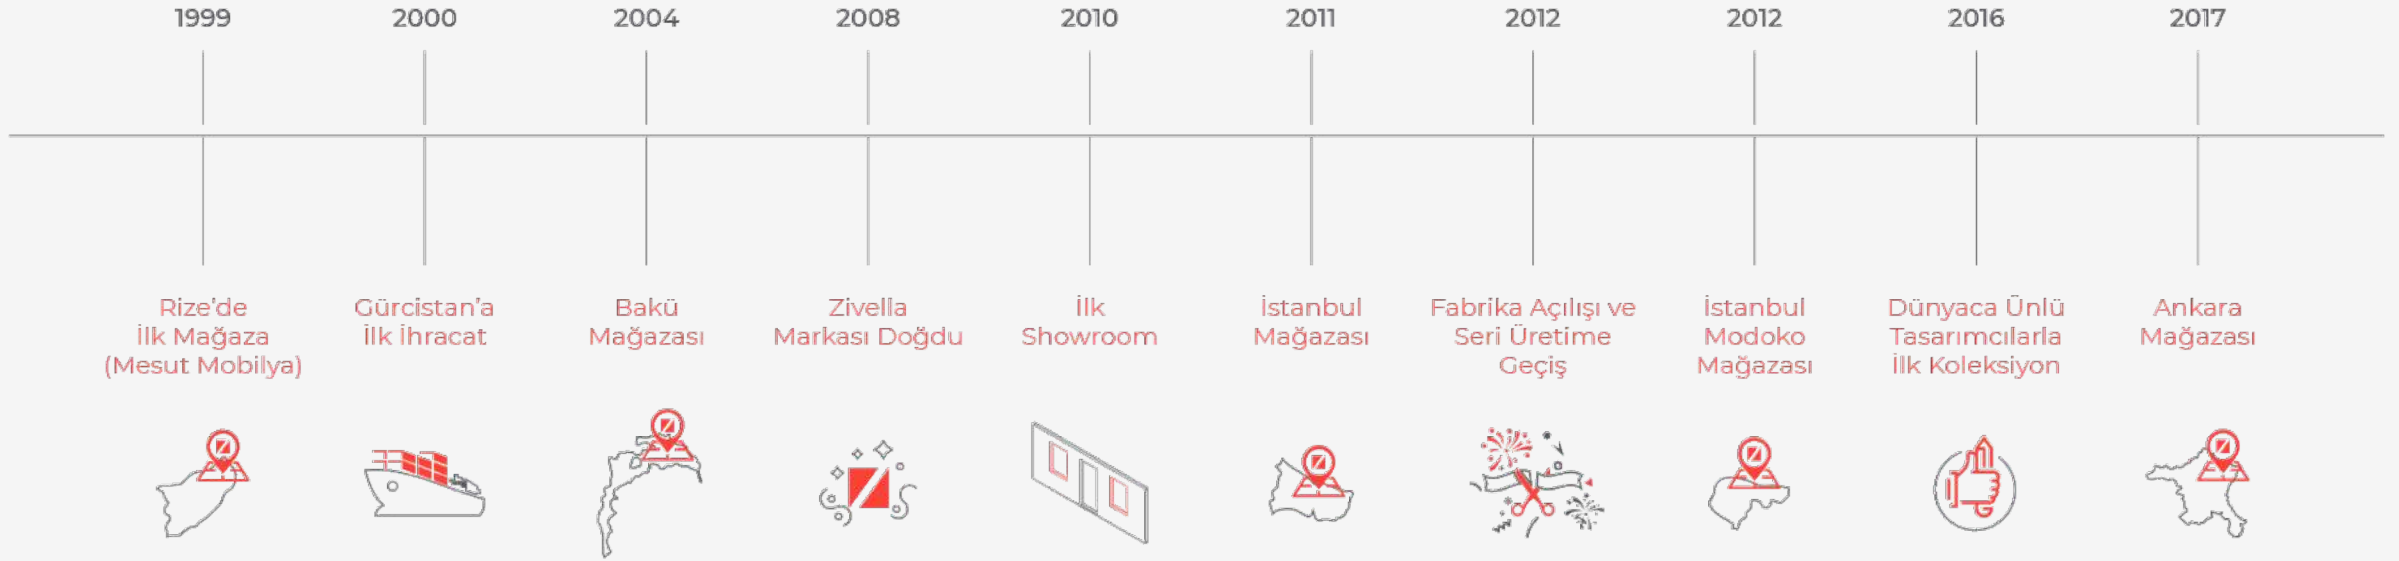 1999
2000
2004
2008
2010
2011
2012
2012
2016
2017
Rize'de
İlk Mağaza
(Mesut Mobilya)
Gürcistan'a
İlk İhracat
Bakü
Mağazası
Zivella
Markası Doğdu
İlk
Showroom
İstanbul
Mağazası
Fabrika Açılışı ve
Seri Üretime
Geçiş
İstanbul
Modoko
Mağazası
Dünyaca Ünlü
Tasarımcılarla
İlk Koleksiyon
Ankara
Mağazası